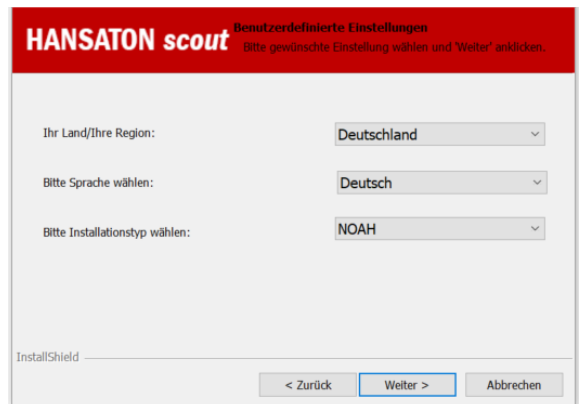 HANSATON scout
Benutzerdefinierte Einstellungen
Bitte gewünschte Einstellung wählen und 'Weiter' anklicken.
Ihr Land/Ihre Region: Deutschland
Bitte Sprache wählen: Deutsch
Bitte Installationstyp wählen: NOAH
InstallShield
< Zurück Weiter > Abbrechen